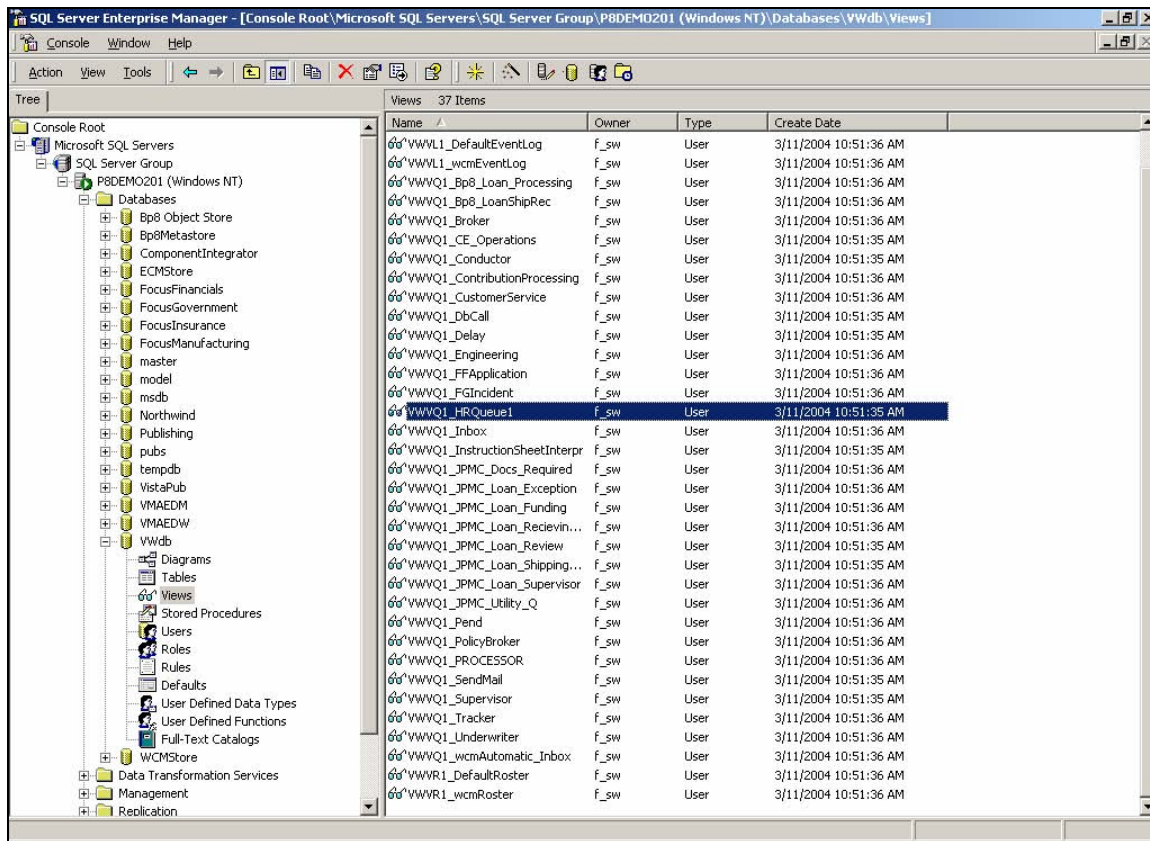 SQL Server Enterprise Manager - [Console Root\Microsoft SQL Servers\SQL Server Group\P8DEMO201 (Windows NT)\Databases\VWdb\Views]
Console Window Help
Action View Tools
Tree
Views 37 Items
Console Root
Microsoft SQL Servers
SQL Server Group
P8DEMO201 (Windows NT)
Databases
Bp8 Object Store
Bp8Metastore
ComponentIntegrator
ECMStore
FocusFinancials
FocusGovernment
FocusInsurance
FocusManufacturing
master
model
msdb
Northwind
Publishing
pubs
tempdb
VistaPub
VMAEDM
VMAEDW
VWdb
Diagrams
Tables
Views
Stored Procedures
Users
Roles
Rules
Defaults
User Defined Data Types
User Defined Functions
Full-Text Catalogs
WCMStore
Data Transformation Services
Management
Replication
Name Owner Type Create Date
VWVL1_DefaultEventLog f_sw User 3/11/2004 10:51:36 AM
VWVL1_wcmEventLog f_sw User 3/11/2004 10:51:36 AM
VWVQ1_Bp8_Loan_Processing f_sw User 3/11/2004 10:51:36 AM
VWVQ1_Bp8_LoanShipRec f_sw User 3/11/2004 10:51:36 AM
VWVQ1_Broker f_sw User 3/11/2004 10:51:36 AM
VWVQ1_CE_Operations f_sw User 3/11/2004 10:51:35 AM
VWVQ1_Conductor f_sw User 3/11/2004 10:51:35 AM
VWVQ1_ContributionProcessing f_sw User 3/11/2004 10:51:36 AM
VWVQ1_CustomerService f_sw User 3/11/2004 10:51:36 AM
VWVQ1_DbCall f_sw User 3/11/2004 10:51:35 AM
VWVQ1_Delay f_sw User 3/11/2004 10:51:35 AM
VWVQ1_Engineering f_sw User 3/11/2004 10:51:36 AM
VWVQ1_FFApplication f_sw User 3/11/2004 10:51:36 AM
VWVQ1_FGIncident f_sw User 3/11/2004 10:51:36 AM
VWVQ1_HRQueue1 f_sw User 3/11/2004 10:51:35 AM
VWVQ1_Inbox f_sw User 3/11/2004 10:51:36 AM
VWVQ1_InstructionSheetInterpr f_sw User 3/11/2004 10:51:35 AM
VWVQ1_JPMC_Docs_Required f_sw User 3/11/2004 10:51:36 AM
VWVQ1_JPMC_Loan_Exception f_sw User 3/11/2004 10:51:36 AM
VWVQ1_JPMC_Loan_Funding f_sw User 3/11/2004 10:51:36 AM
VWVQ1_JPMC_Loan_Recievin... f_sw User 3/11/2004 10:51:35 AM
VWVQ1_JPMC_Loan_Review f_sw User 3/11/2004 10:51:35 AM
VWVQ1_JPMC_Loan_Shipping... f_sw User 3/11/2004 10:51:35 AM
VWVQ1_JPMC_Loan_Supervisor f_sw User 3/11/2004 10:51:36 AM
VWVQ1_JPMC_Utility_Q f_sw User 3/11/2004 10:51:36 AM
VWVQ1_Pend f_sw User 3/11/2004 10:51:36 AM
VWVQ1_PolicyBroker f_sw User 3/11/2004 10:51:36 AM
VWVQ1_PROCESSOR f_sw User 3/11/2004 10:51:36 AM
VWVQ1_SendMail f_sw User 3/11/2004 10:51:35 AM
VWVQ1_Supervisor f_sw User 3/11/2004 10:51:35 AM
VWVQ1_Tracker f_sw User 3/11/2004 10:51:36 AM
VWVQ1_Underwriter f_sw User 3/11/2004 10:51:36 AM
VWVQ1_wcmAutomatic_Inbox f_sw User 3/11/2004 10:51:36 AM
VWVR1_DefaultRoster f_sw User 3/11/2004 10:51:36 AM
VWVR1_wcmRoster f_sw User 3/11/2004 10:51:36 AM